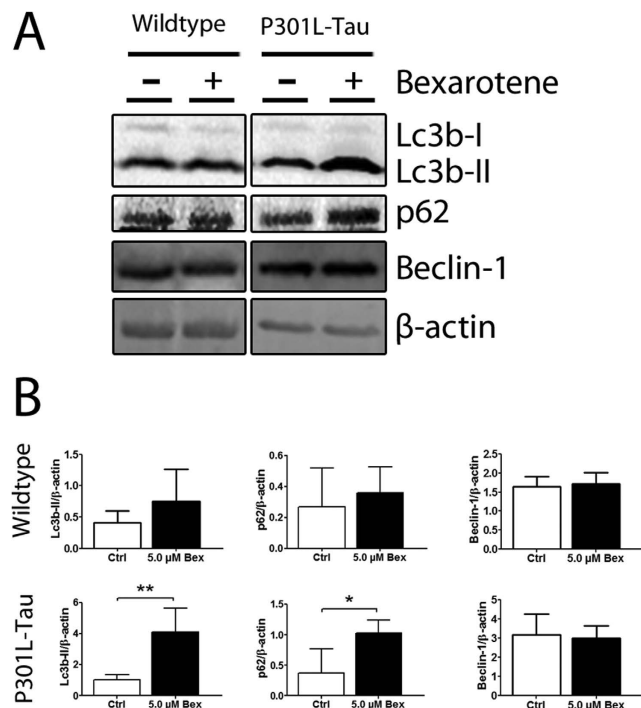 A
Wildtype P301L-Tau
- + - + Bexarotene
Lc3b-I
Lc3b-II
p62
Beclin-1
β-actin
B
Wildtype
Lc3b-II/β-actin
1.5
1.0
0.5
0.0
Ctrl 5.0 µM Bex
p62/β-actin
0.6
0.4
0.2
0.0
Ctrl 5.0 µM Bex
Beclin-1/β-actin
2.5
2.0
1.5
1.0
0.5
0.0
Ctrl 5.0 µM Bex
P301L-Tau
Lc3b-II/β-actin
6
4
2
0
**
Ctrl 5.0 µM Bex
p62/β-actin
1.5
1.0
0.5
0.0
*
Ctrl 5.0 µM Bex
Beclin-1/β-actin
5
4
3
2
1
0
Ctrl 5.0 µM Bex